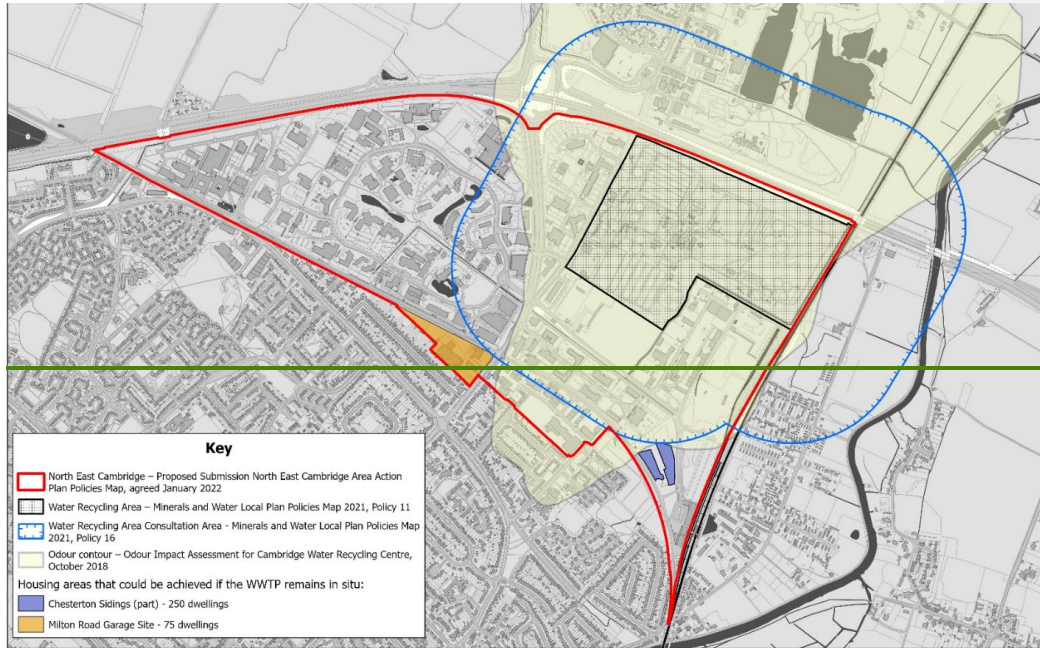 Key
North East Cambridge – Proposed Submission North East Cambridge Area Action
Plan Policies Map, agreed January 2022
Water Recycling Area – Minerals and Water Local Plan Policies Map 2021, Policy 11
Water Recycling Area Consultation Area - Minerals and Water Local Plan Policies Map
2021, Policy 16
Odour contour – Odour Impact Assessment for Cambridge Water Recycling Centre,
October 2018
Housing areas that could be achieved if the WWTP remains in situ:
Chesterton Sidings (part) - 250 dwellings
Milton Road Garage Site - 75 dwellings